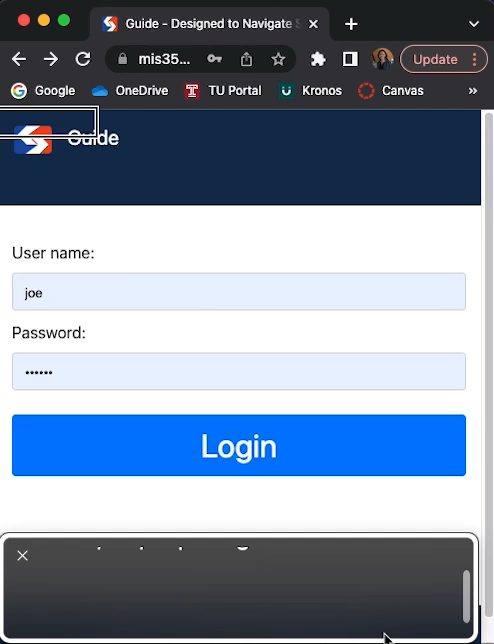 Guide - Designed to Navigate S
mis35...
Update
Google
OneDrive
TU Portal
Kronos
Canvas
»
Guide
User name:
joe
Password:
••••••
Login